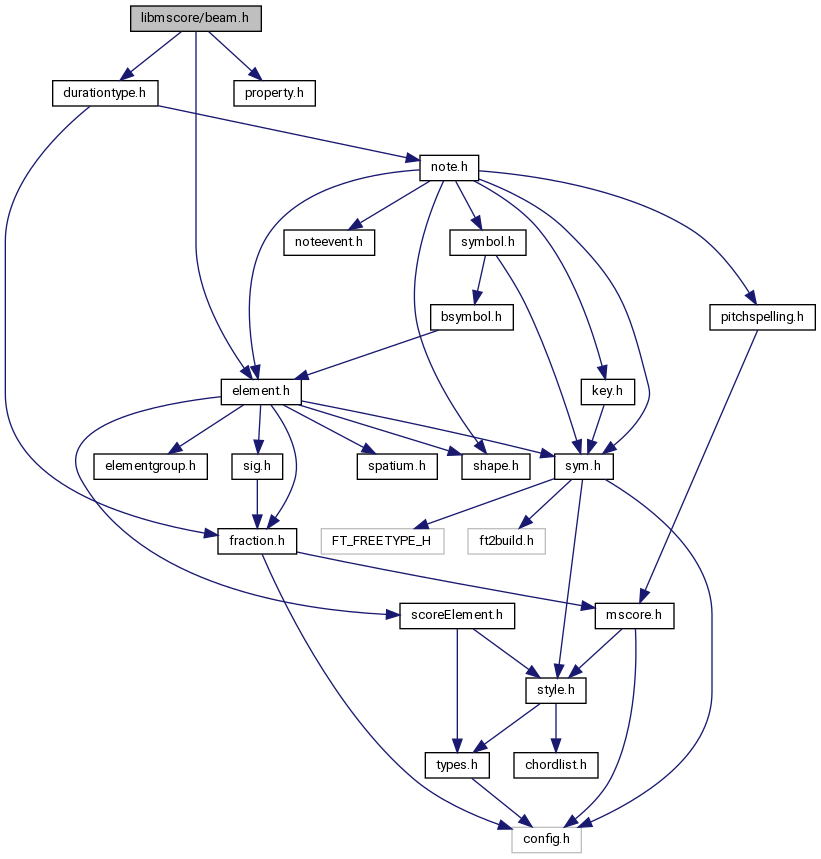 libmscore/beam.h
durationtype.h
property.h
note.h
noteevent.h
symbol.h
bsymbol.h
pitchspelling.h
element.h
key.h
elementgroup.h
sig.h
spatium.h
shape.h
sym.h
fraction.h
FT_FREETYPE_H
ft2build.h
scoreElement.h
mscore.h
style.h
types.h
chordlist.h
config.h